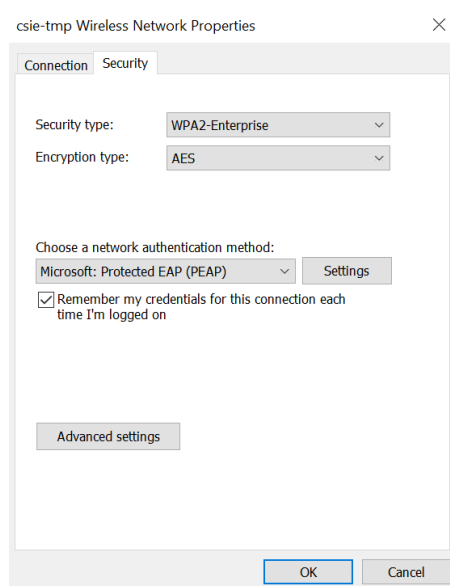 csie-tmp Wireless Network Properties
Connection Security
Security type: WPA2-Enterprise
Encryption type: AES
Choose a network authentication method:
Microsoft: Protected EAP (PEAP) Settings
Remember my credentials for this connection each
time I'm logged on
Advanced settings
OK Cancel